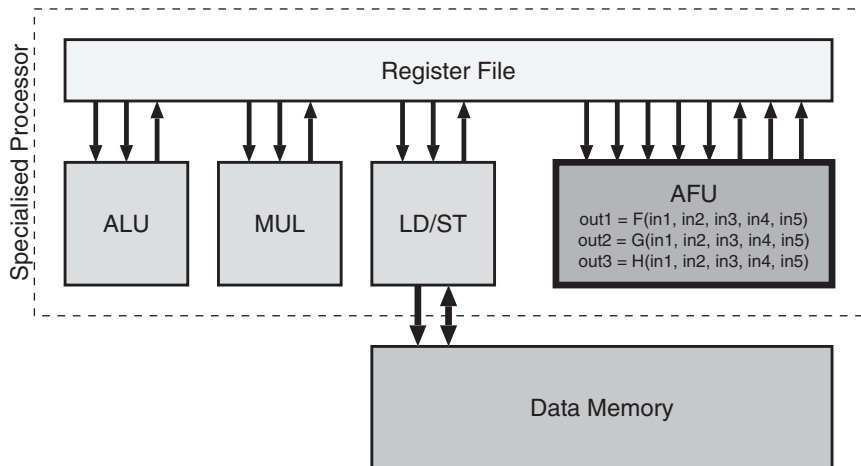 Specialised Processor
Register File
ALU
MUL
LD/ST
AFU
out1 = F(in1, in2, in3, in4, in5)
out2 = G(in1, in2, in3, in4, in5)
out3 = H(in1, in2, in3, in4, in5)
Data Memory